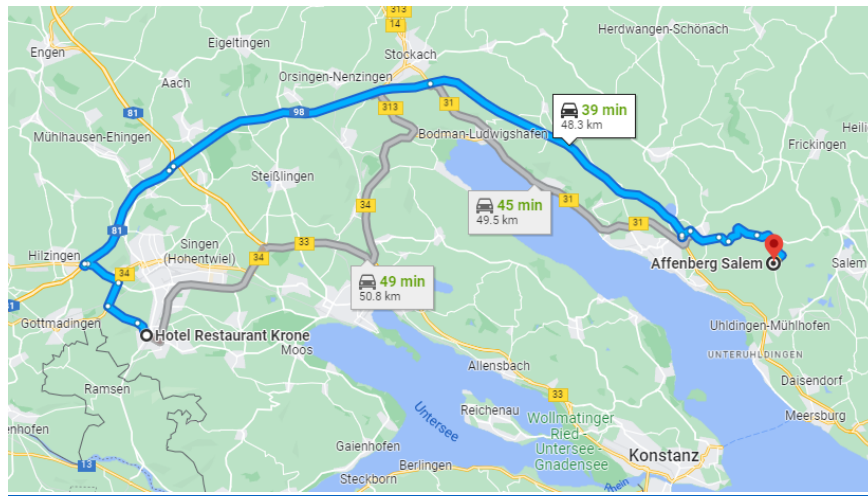 313
14
Engen
Eigeltingen
Stockach
Herdwangen-Schönach
Aach
Orsingen-Nenzingen
81
98
313
31
39 min
48.3 km
Mühlhausen-Ehingen
Bodman-Ludwigshafen
Frickingen
Steißlingen
34
45 min
49.5 km
31
31
81
Hilzingen
Singen
(Hohentwiel)
33
34
34
Affenberg Salem
Salem
49 min
50.8 km
Gottmadingen
Hotel Restaurant Krone
Moos
Uhldingen-Mühlhofen
UNTERUHLDINGEN
Allensbach
Ramsen
Daisendorf
33
Meersburg
Reichenau
Untersee
Wollmatinger
Ried -
Untersee -
Gnadensee
Gaienhofen
Konstanz
13
Berlingen
Steckborn